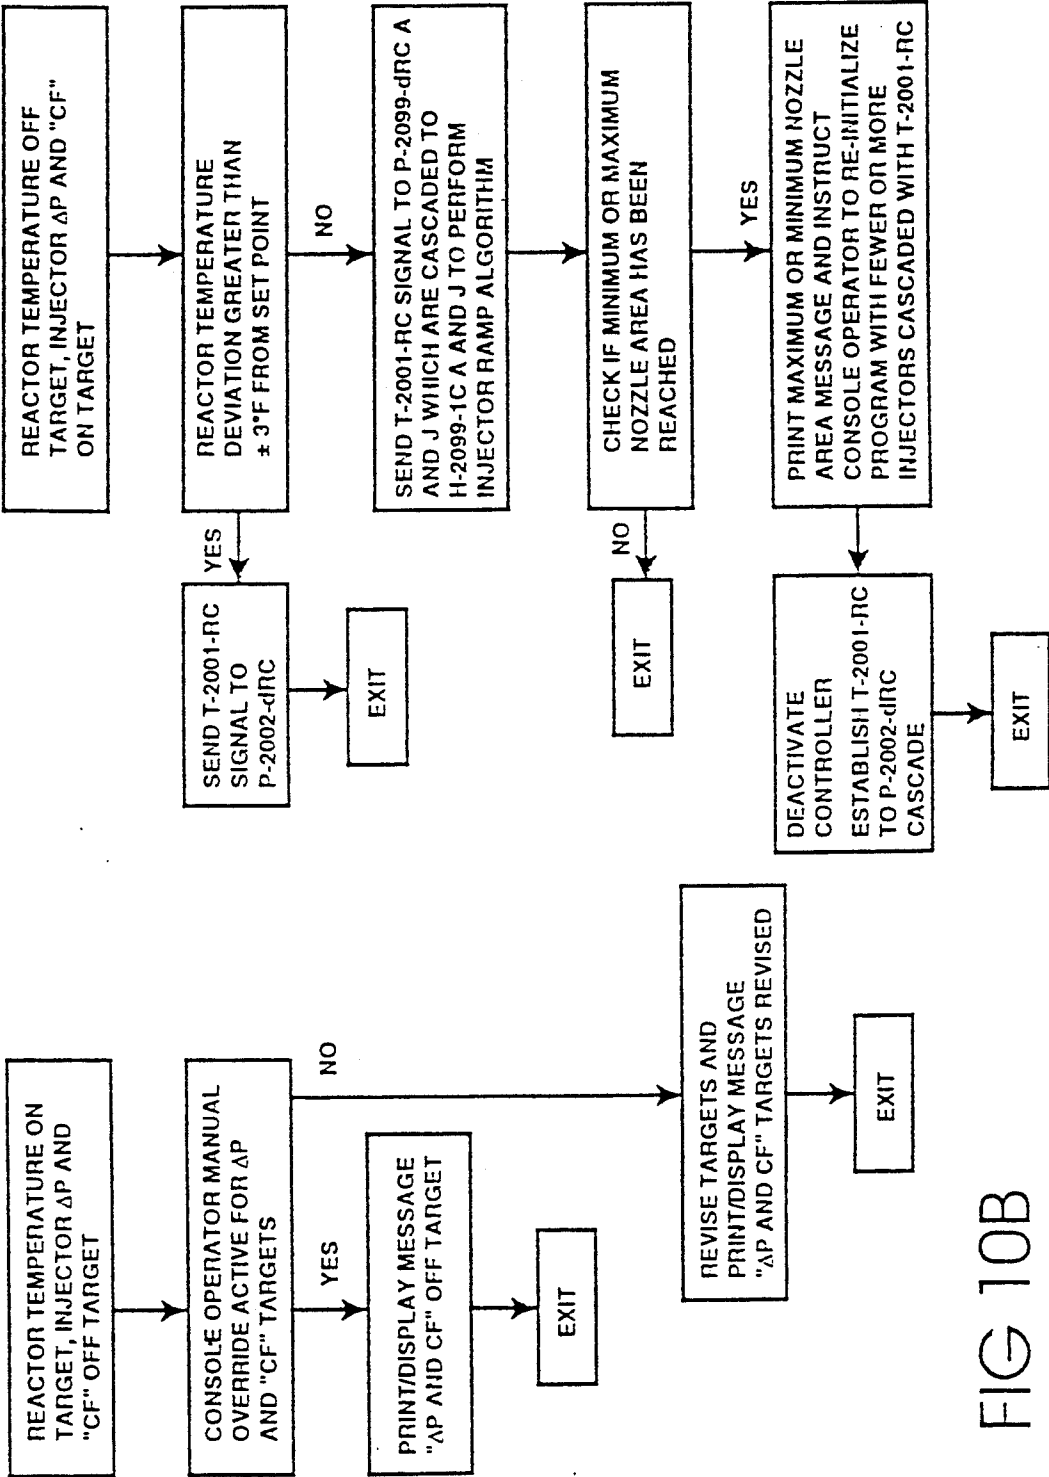 REACTOR TEMPERATURE ON
TARGET, INJECTOR ΔP AND
"CF" OFF TARGET
CONSOLE OPERATOR MANUAL
OVERRIDE ACTIVE FOR ΔP
AND "CF" TARGETS
YES
NO
PRINT/DISPLAY MESSAGE
"ΔP AND CF" OFF TARGET
EXIT
REVISE TARGETS AND
PRINT/DISPLAY MESSAGE
"ΔP AND CF" TARGETS REVISED
EXIT
REACTOR TEMPERATURE OFF
TARGET, INJECTOR ΔP AND "CF"
ON TARGET
REACTOR TEMPERATURE
DEVIATION GREATER THAN
± 3°F FROM SET POINT
YES
SEND T-2001-RC
SIGNAL TO
P-2002-dRC
EXIT
NO
SEND T-2001-RC SIGNAL TO P-2099-dRC A
AND J WHICH ARE CASCADED TO
H-2099-1C A AND J TO PERFORM
INJECTOR RAMP ALGORITHM
CHECK IF MINIMUM OR MAXIMUM
NOZZLE AREA HAS BEEN
REACHED
NO
EXIT
YES
PRINT MAXIMUM OR MINIMUM NOZZLE
AREA MESSAGE AND INSTRUCT
CONSOLE OPERATOR TO RE-INITIALIZE
PROGRAM WITH FEWER OR MORE
INJECTORS CASCADED WITH T-2001-RC
DEACTIVATE
CONTROLLER
ESTABLISH T-2001-RC
TO P-2002-dRC
CASCADE
EXIT
FIG 10B